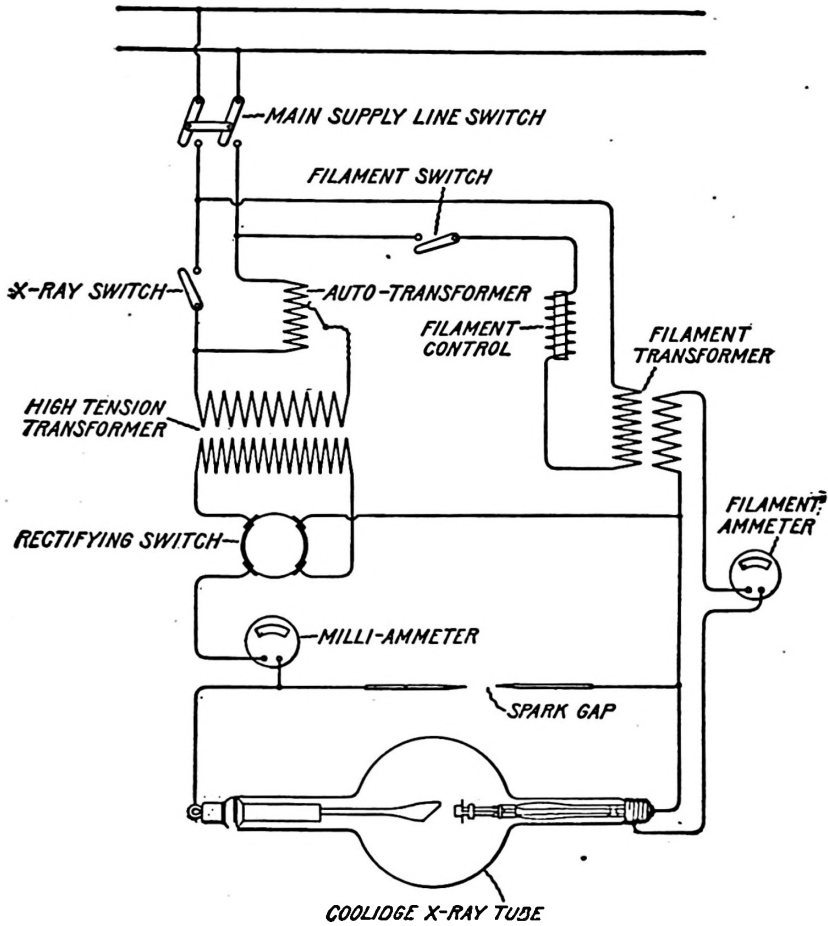 MAIN SUPPLY LINE SWITCH
FILAMENT SWITCH
X-RAY SWITCH
AUTO-TRANSFORMER
FILAMENT
CONTROL
FILAMENT
TRANSFORMER
HIGH TENSION
TRANSFORMER
FILAMENT
AMMETER
RECTIFYING SWITCH
MILLI-AMMETER
SPARK GAP
COOLIDGE X-RAY TUBE